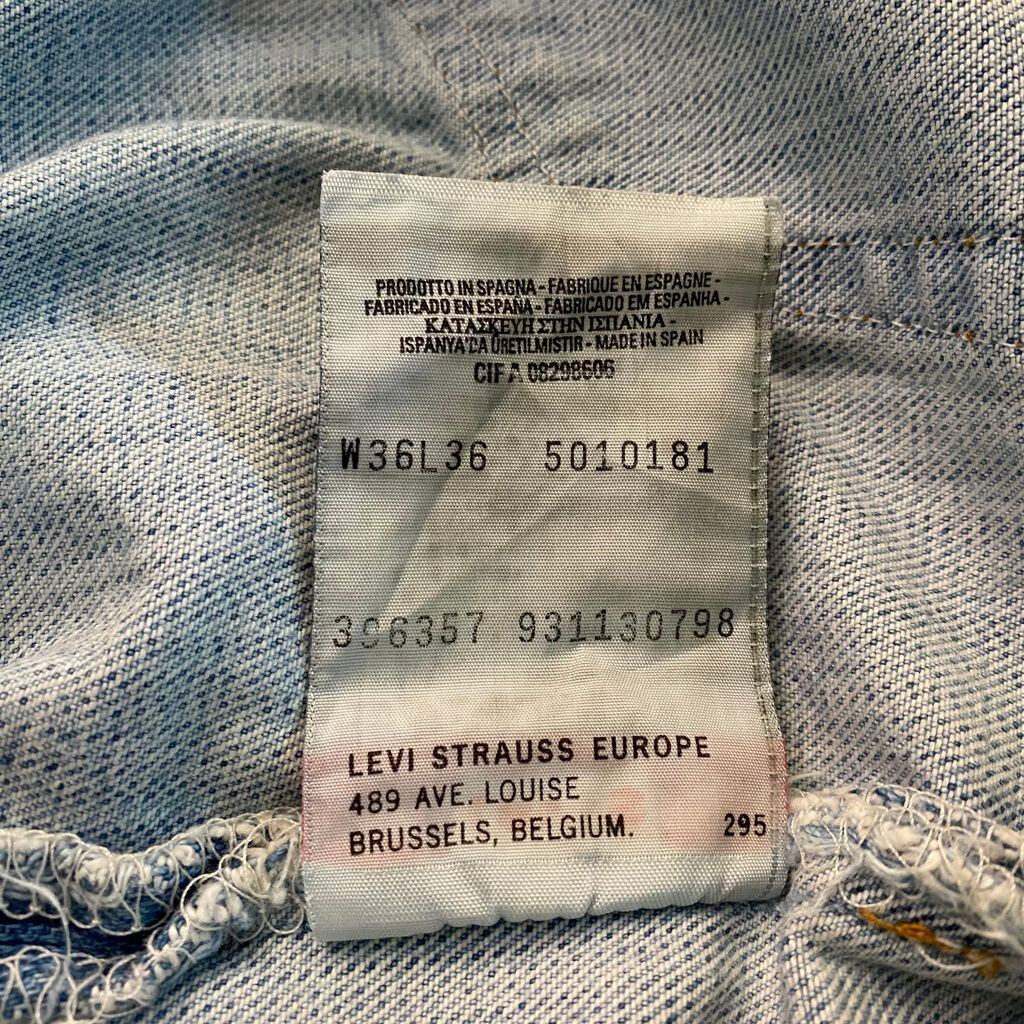 PRODOTTO IN SPAGNA - FABRIQUE EN ESPAGNE -
FABRICADO EN ESPAÑA - FABRICADO EM ESPANHA -
ΚΑΤΑΣΚΕΥΗ ΣΤΗΝ ΙΣΠΑΝΙΑ -
ISPANYA'DA ÜRETILMISTIR - MADE IN SPAIN
CIF A 08298606
W36L36 5010181
396357 931130798
LEVI STRAUSS EUROPE
489 AVE. LOUISE
BRUSSELS, BELGIUM. 295